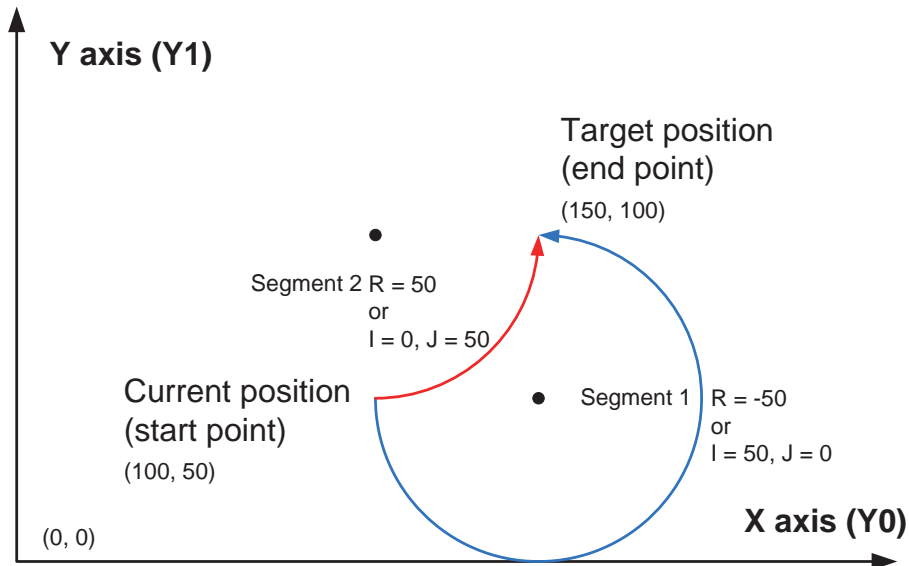 Y axis (Y1)
Target position
(end point)
(150, 100)
Segment 2 R = 50
or
I = 0, J = 50
Current position
(start point)
(100, 50)
Segment 1 R = -50
or
I = 50, J = 0
X axis (Y0)
(0, 0)